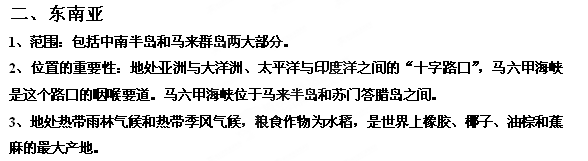 二、东南亚
1、范围：包括中南半岛和马来群岛两大部分。
2、位置的重要性：地处亚洲与大洋洲、太平洋与印度洋之间的“十字路口”，马六甲海峡
是这个路口的咽喉要道。马六甲海峡位于马来半岛和苏门答腊岛之间。
3、地处热带雨林气候和热带季风气候，粮食作物为水稻，是世界上橡胶、椰子、油棕和蕉
麻的最大产地。